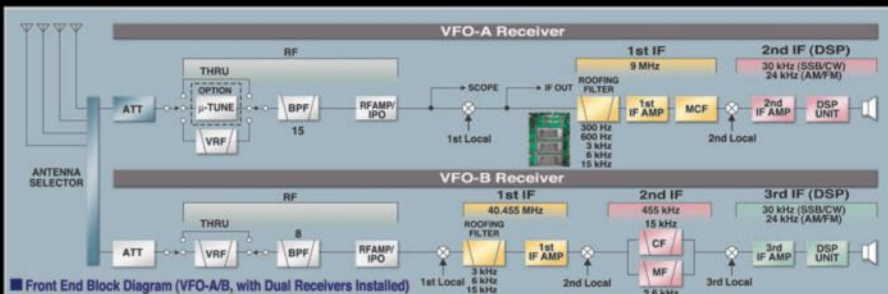 VFO-A Receiver
RF
1st IF
2nd IF (DSP)
9 MHz
30 kHz (SSB/CW)
24 kHz (AM/FM)
THRU
OPTION
μ-TUNE
VRF
ATT
BPF
15
RFAMP/
IPO
SCOPE
IF OUT
1st Local
ROOFING
FILTER
300 Hz
600 Hz
3 kHz
6 kHz
15 kHz
1st
IF AMP
MCF
2nd Local
2nd
IF AMP
DSP
UNIT
ANTENNA
SELECTOR
VFO-B Receiver
RF
1st IF
2nd IF
3rd IF (DSP)
40.455 MHz
455 kHz
30 kHz (SSB/CW)
24 kHz (AM/FM)
THRU
ATT
VRF
8
BPF
RFAMP/
IPO
1st Local
ROOFING
FILTER
3 kHz
6 kHz
15 kHz
1st
IF AMP
2nd Local
15 kHz
CF
MF
3rd Local
3rd
IF AMP
DSP
UNIT
Front End Block Diagram (VFO-A/B, with Dual Receivers Installed)